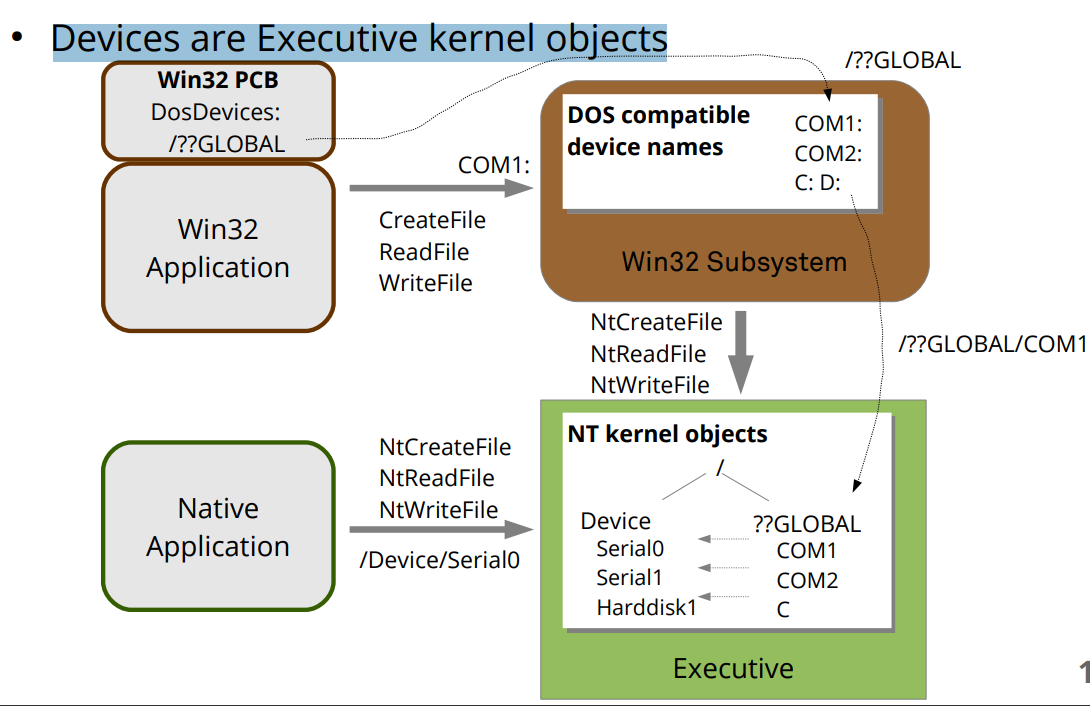 • Devices are Executive kernel objects
Win32 PCB
DosDevices:
/??GLOBAL
Win32
Application
COM1:
CreateFile
ReadFile
WriteFile
/??GLOBAL
DOS compatible
device names
COM1:
COM2:
C: D:
Win32 Subsystem
NtCreateFile
NtReadFile
NtWriteFile
/??GLOBAL/COM1
Native
Application
NtCreateFile
NtReadFile
NtWriteFile
/Device/Serial0
NT kernel objects
/
Device
Serial0
Serial1
Harddisk1
??GLOBAL
COM1
COM2
C
Executive